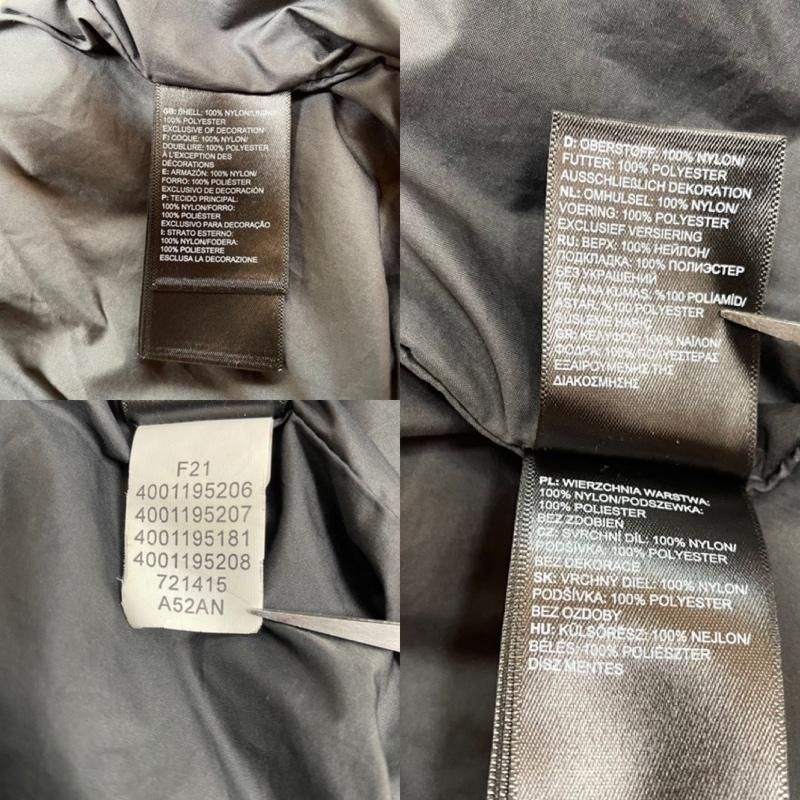 GB: SHELL: 100% NYLON/LINING:
100% POLYESTER
EXCLUSIVE OF DECORATION
F: COQUE: 100% NYLON/
DOUBLURE: 100% POLYESTER
À L'EXCEPTION DES
DÉCORATIONS
E: ARMAZÓN: 100% NYLON/
FORRO: 100% POLIÉSTER
EXCLUSIVO DE DECORACIÓN
P: TECIDO PRINCIPAL:
100% NYLON/FORRO:
100% POLIÉSTER
EXCLUSIVO PARA DECORAÇÃO
I: STRATO ESTERNO:
100% NYLON/FODERA:
100% POLIESTERE
ESCLUSA LA DECORAZIONE
D: OBERSTOFF: 100% NYLON/
FUTTER: 100% POLYESTER
AUSSCHLIEßLICH DEKORATION
NL: OMHULSEL: 100% NYLON/
VOERING: 100% POLYESTER
EXCLUSIEF VERSIERING
RU: ВЕРХ: 100% НЕЙЛОН/
ПОДКЛАДКА: 100% ПОЛИЭСТЕР
БЕЗ УКРАШЕНИЙ
TR: ANA KUMAŞ: %100 POLİAMİD/
ASTAR: %100 POLYESTER
100% ΝΑΪΛΟΝ/
ΦΟΔΡΑ: 100% ΠΟΛΥΕΣΤΕΡΑΣ
ΕΞΑΙΡΟΥΜΕΝΗΣ ΤΗΣ
ΔΙΑΚΟΣΜΗΣΗΣ
F21
4001195206
4001195207
4001195181
4001195208
721415
A52AN
PL: WIERZCHNIA WARSTWA:
100% NYLON/PODSZEWKA:
100% POLIESTER
BEZ ZDOBIEŃ
CZ: SVRCHNÍ DÍL: 100% NYLON/
PODŠÍVKA: 100% POLYESTER
BEZ DEKORACE
SK: VRCHNÝ DIEL: 100% NYLON/
PODŠÍVKA: 100% POLYESTER
BEZ OZDOBY
HU: KÜLSŐRÉSZ: 100% NEJLON/
BÉLÉS: 100% POLIÉSZTER
DÍSZ MENTES